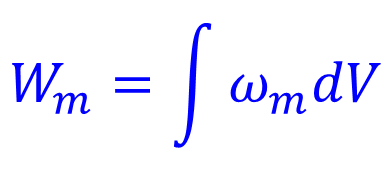 W_m = ∫ ω_m dV